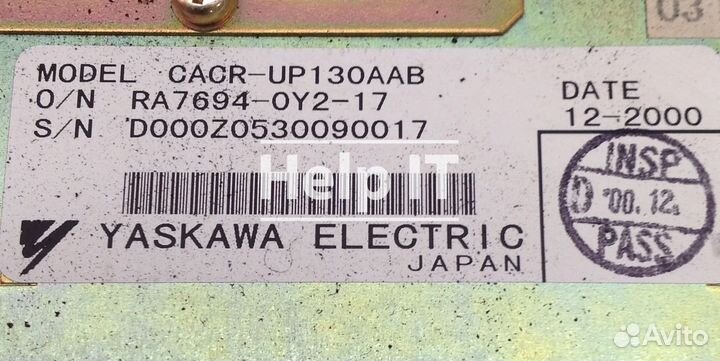 03
MODEL CACR-UP130AAB
O/N RA7694-0Y2-17
S/N D000Z0530090017
DATE
12-2000
Help IT
INSP
D '00.12.
PASS
YASKAWA ELECTRIC
JAPAN
Avito